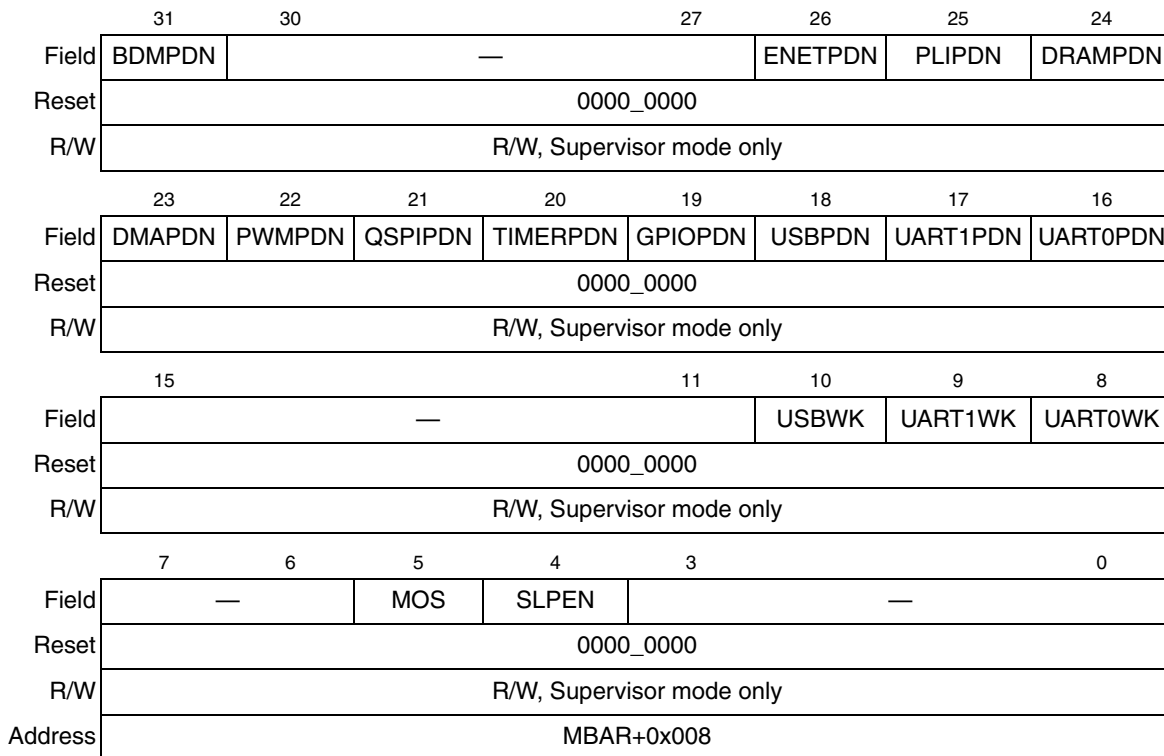 31 30 27 26 25 24
Field BDMPDN — ENETPDN PLIPDN DRAMPDN
Reset 0000_0000
R/W R/W, Supervisor mode only
23 22 21 20 19 18 17 16
Field DMAPDN PWMPDN QSPIPDN TIMERPDN GPIOPDN USBPDN UART1PDN UART0PDN
Reset 0000_0000
R/W R/W, Supervisor mode only
15 11 10 9 8
Field — USBWK UART1WK UART0WK
Reset 0000_0000
R/W R/W, Supervisor mode only
7 6 5 4 3 0
Field — MOS SLPEN —
Reset 0000_0000
R/W R/W, Supervisor mode only
Address MBAR+0x008